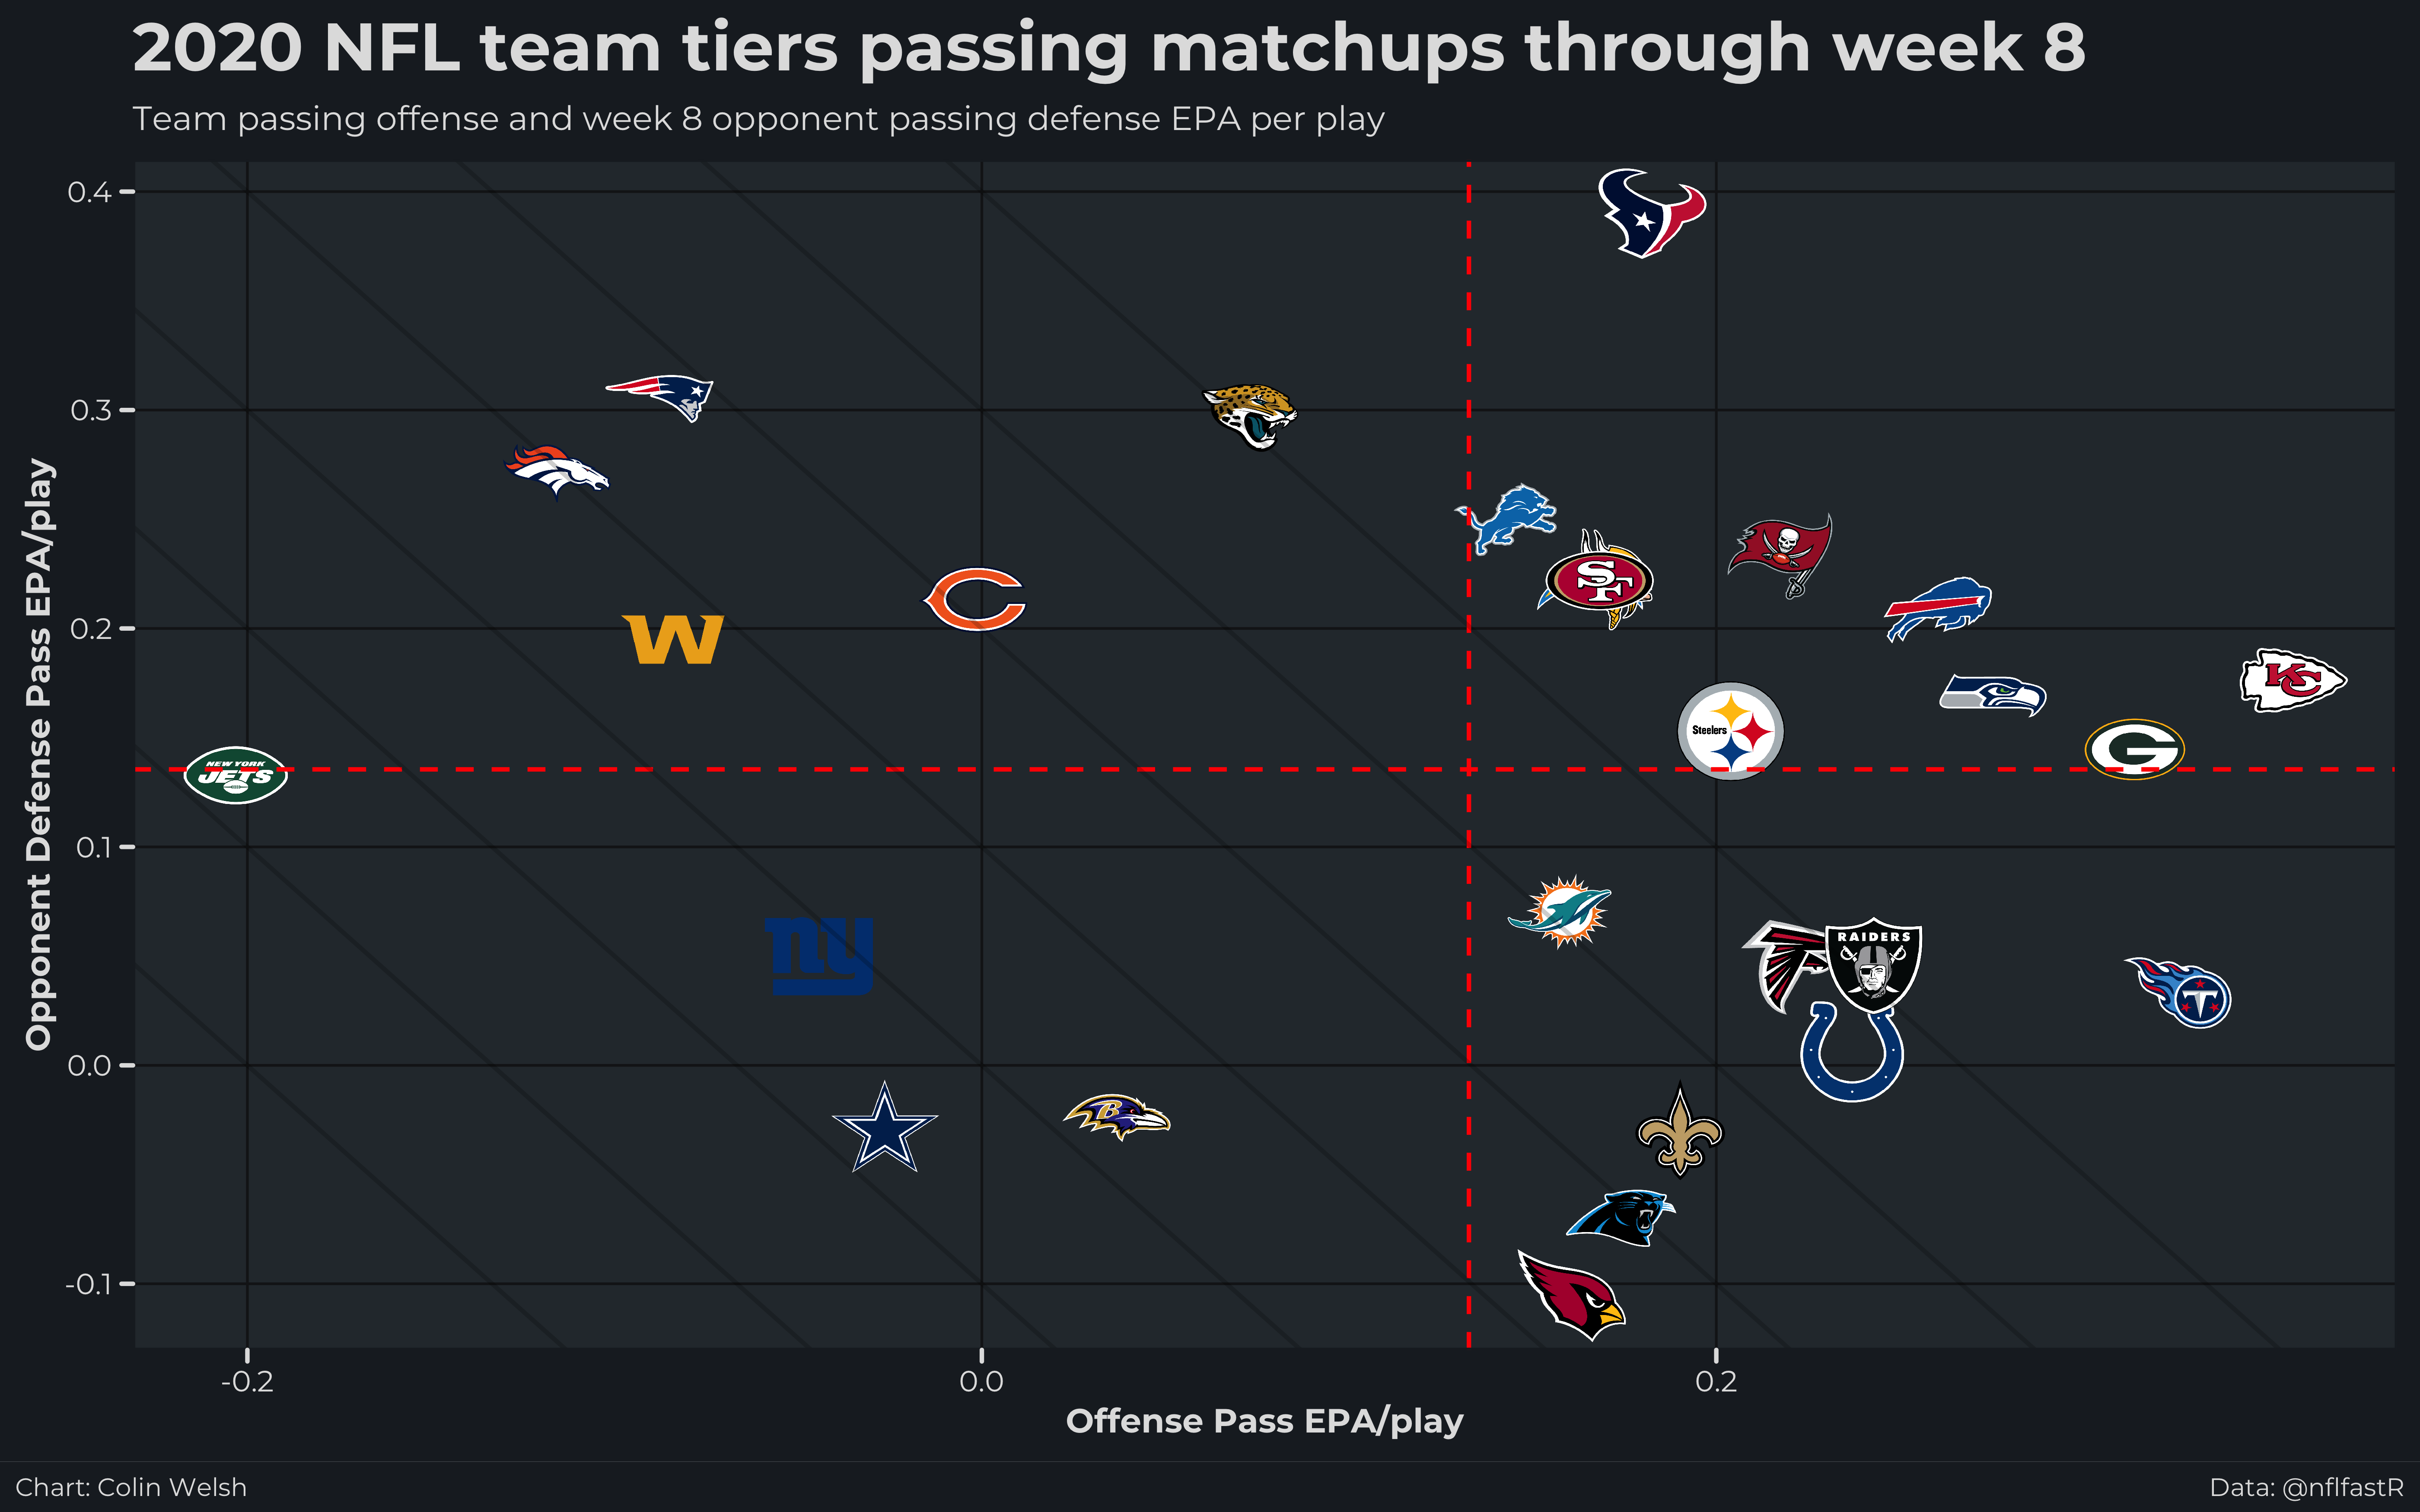 2020 NFL team tiers passing matchups through week 8
Team passing offense and week 8 opponent passing defense EPA per play
Opponent Defense Pass EPA/play
0.4
0.3
0.2
0.1
0.0
-0.1
SF
W
KC
Steelers
G
NEW YORK
JETS
ny
RAIDERS
T
B
-0.2
0.0
0.2
Offense Pass EPA/play
Chart: Colin Welsh
Data: @nflfastR